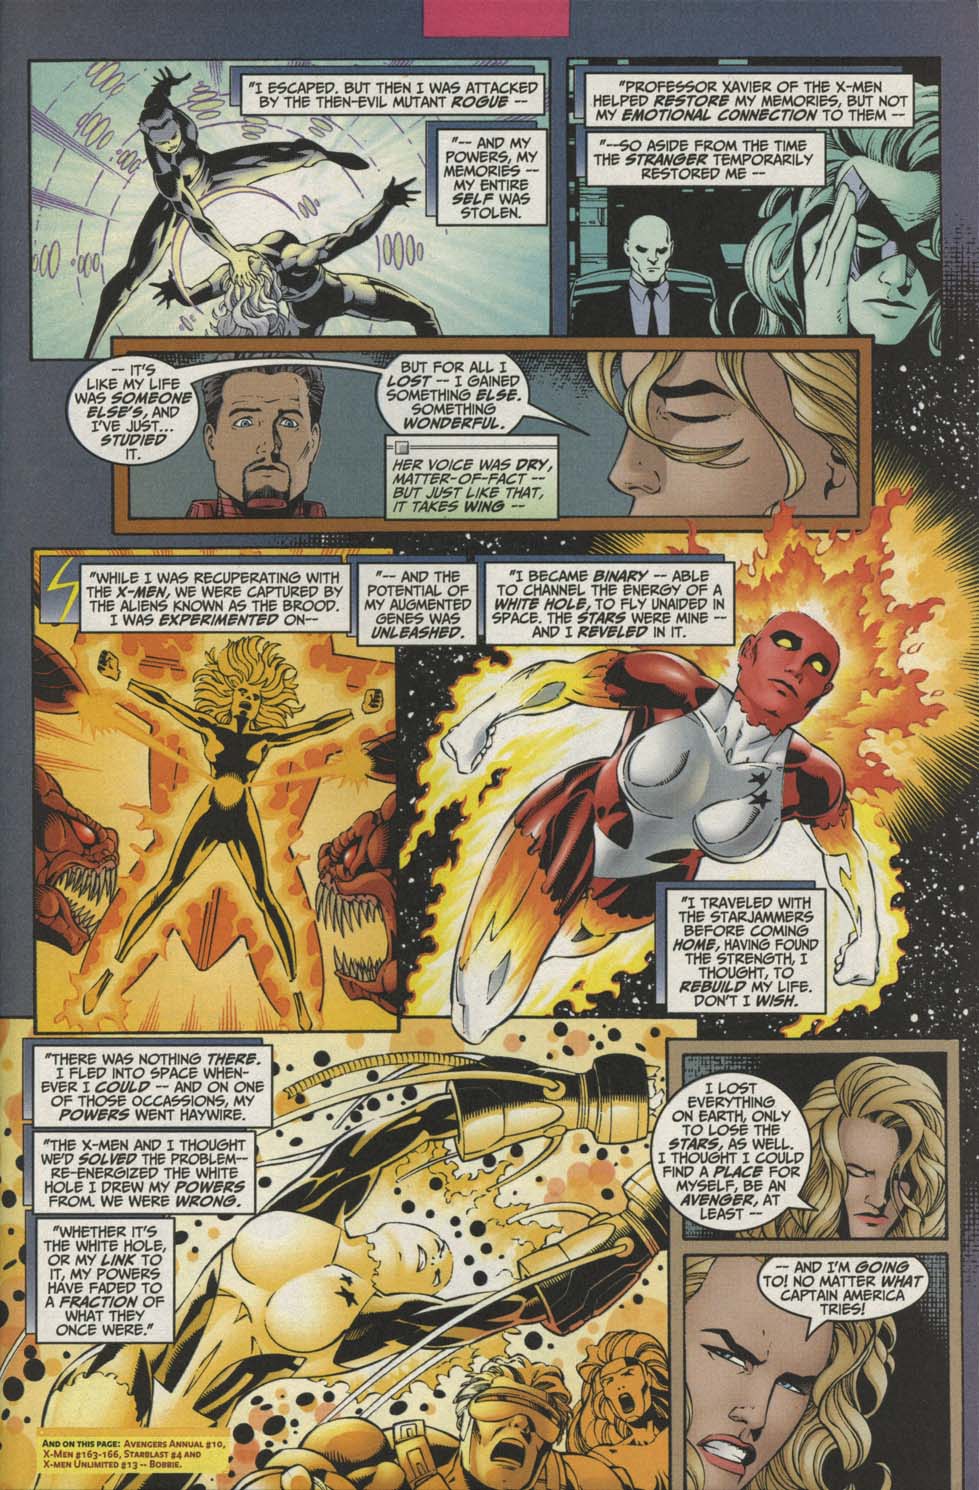 "I ESCAPED. BUT THEN I WAS ATTACKED
BY THE THEN-EVIL MUTANT ROGUE --
"-- AND MY
POWERS, MY
MEMORIES --
MY ENTIRE
SELF WAS
STOLEN.
"PROFESSOR XAVIER OF THE X-MEN
HELPED RESTORE MY MEMORIES, BUT NOT
MY EMOTIONAL CONNECTION TO THEM --
"--SO ASIDE FROM THE TIME
THE STRANGER TEMPORARILY
RESTORED ME --
-- IT'S
LIKE MY LIFE
WAS SOMEONE
ELSE'S, AND
I'VE JUST...
STUDIED
IT.
BUT FOR ALL I
LOST -- I GAINED
SOMETHING ELSE.
SOMETHING
WONDERFUL.
HER VOICE WAS DRY,
MATTER-OF-FACT --
BUT JUST LIKE THAT,
IT TAKES WING --
"WHILE I WAS RECUPERATING WITH
THE X-MEN, WE WERE CAPTURED BY
THE ALIENS KNOWN AS THE BROOD.
I WAS EXPERIMENTED ON--
"-- AND THE
POTENTIAL OF
MY AUGMENTED
GENES WAS
UNLEASHED.
"I BECAME BINARY -- ABLE
TO CHANNEL THE ENERGY OF A
WHITE HOLE, TO FLY UNAIDED IN
SPACE. THE STARS WERE MINE --
AND I REVELED IN IT.
"I TRAVELED WITH
THE STARJAMMERS
BEFORE COMING
HOME, HAVING FOUND
THE STRENGTH, I
THOUGHT, TO
REBUILD MY LIFE.
DON'T I WISH.
"THERE WAS NOTHING THERE.
I FLED INTO SPACE WHEN-
EVER I COULD -- AND ON ONE
OF THOSE OCCASSIONS, MY
POWERS WENT HAYWIRE.
"THE X-MEN AND I THOUGHT
WE'D SOLVED THE PROBLEM--
RE-ENERGIZED THE WHITE
HOLE I DREW MY POWERS
FROM. WE WERE WRONG.
"WHETHER IT'S
THE WHITE HOLE,
OR MY LINK TO
IT, MY POWERS
HAVE FADED TO
A FRACTION OF
WHAT THEY
ONCE WERE."
AND ON THIS PAGE: AVENGERS ANNUAL #10,
X-MEN #163-166, STARBLAST #4 AND
X-MEN UNLIMITED #13 -- BOBBIE.
I LOST
EVERYTHING
ON EARTH, ONLY
TO LOSE THE
STARS, AS WELL.
I THOUGHT I COULD
FIND A PLACE FOR
MYSELF, BE AN
AVENGER, AT
LEAST --
-- AND I'M GOING
TO! NO MATTER WHAT
CAPTAIN AMERICA
TRIES!